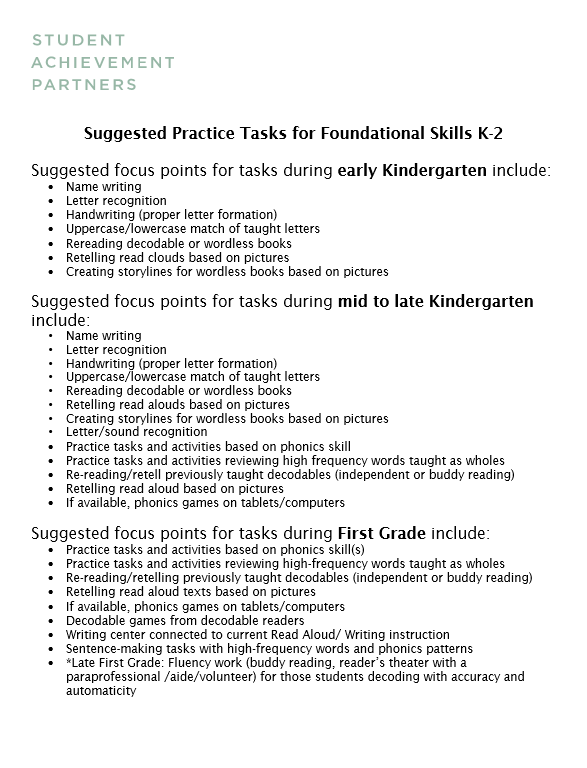 STUDENT
ACHIEVEMENT
PARTNERS
Suggested Practice Tasks for Foundational Skills K-2
Suggested focus points for tasks during early Kindergarten include:
• Name writing
• Letter recognition
• Handwriting (proper letter formation)
• Uppercase/lowercase match of taught letters
• Rereading decodable or wordless books
• Retelling read clouds based on pictures
• Creating storylines for wordless books based on pictures
Suggested focus points for tasks during mid to late Kindergarten
include:
• Name writing
• Letter recognition
• Handwriting (proper letter formation)
• Uppercase/lowercase match of taught letters
• Rereading decodable or wordless books
• Retelling read alouds based on pictures
• Creating storylines for wordless books based on pictures
• Letter/sound recognition
• Practice tasks and activities based on phonics skill
• Practice tasks and activities reviewing high frequency words taught as wholes
• Re-reading/retell previously taught decodables (independent or buddy reading)
• Retelling read aloud based on pictures
• If available, phonics games on tablets/computers
Suggested focus points for tasks during First Grade include:
• Practice tasks and activities based on phonics skill(s)
• Practice tasks and activities reviewing high-frequency words taught as wholes
• Re-reading/retelling previously taught decodables (independent or buddy reading)
• Retelling read aloud texts based on pictures
• If available, phonics games on tablets/computers
• Decodable games from decodable readers
• Writing center connected to current Read Aloud/ Writing instruction
• Sentence-making tasks with high-frequency words and phonics patterns
• *Late First Grade: Fluency work (buddy reading, reader's theater with a
paraprofessional /aide/volunteer) for those students decoding with accuracy and
automaticity